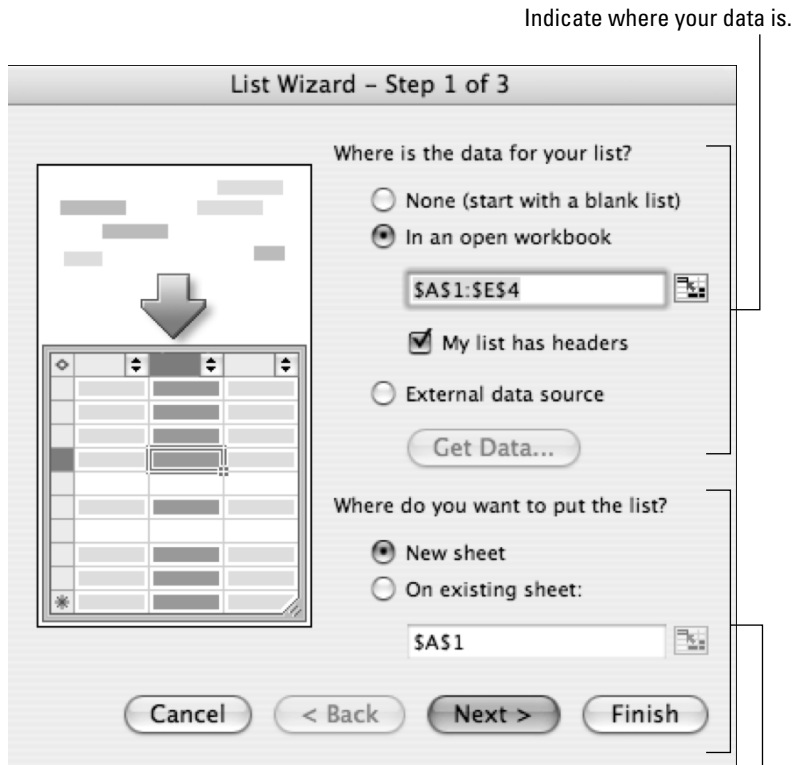 Indicate where your data is.
List Wizard – Step 1 of 3
Where is the data for your list?
None (start with a blank list)
In an open workbook
$A$1:$E$4
My list has headers
External data source
Get Data...
Where do you want to put the list?
New sheet
On existing sheet:
$A$1
Cancel
< Back
Next >
Finish